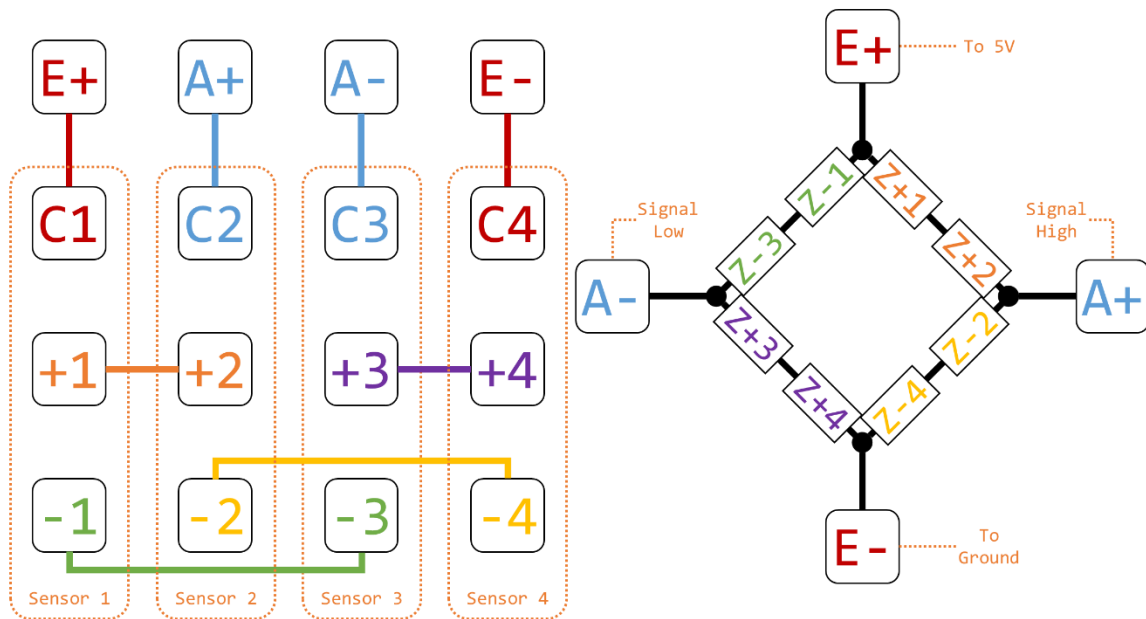 E+ A+ A- E-
C1 C2 C3 C4
+1 +2 +3 +4
-1 -2 -3 -4
Sensor 1 Sensor 2 Sensor 3 Sensor 4
E+ To 5V
Z-1 Z+1
Z-3 Z+2
Signal
Low
Signal
High
A- A+
Z+3 Z-2
Z+4 Z-4
E- To
Ground